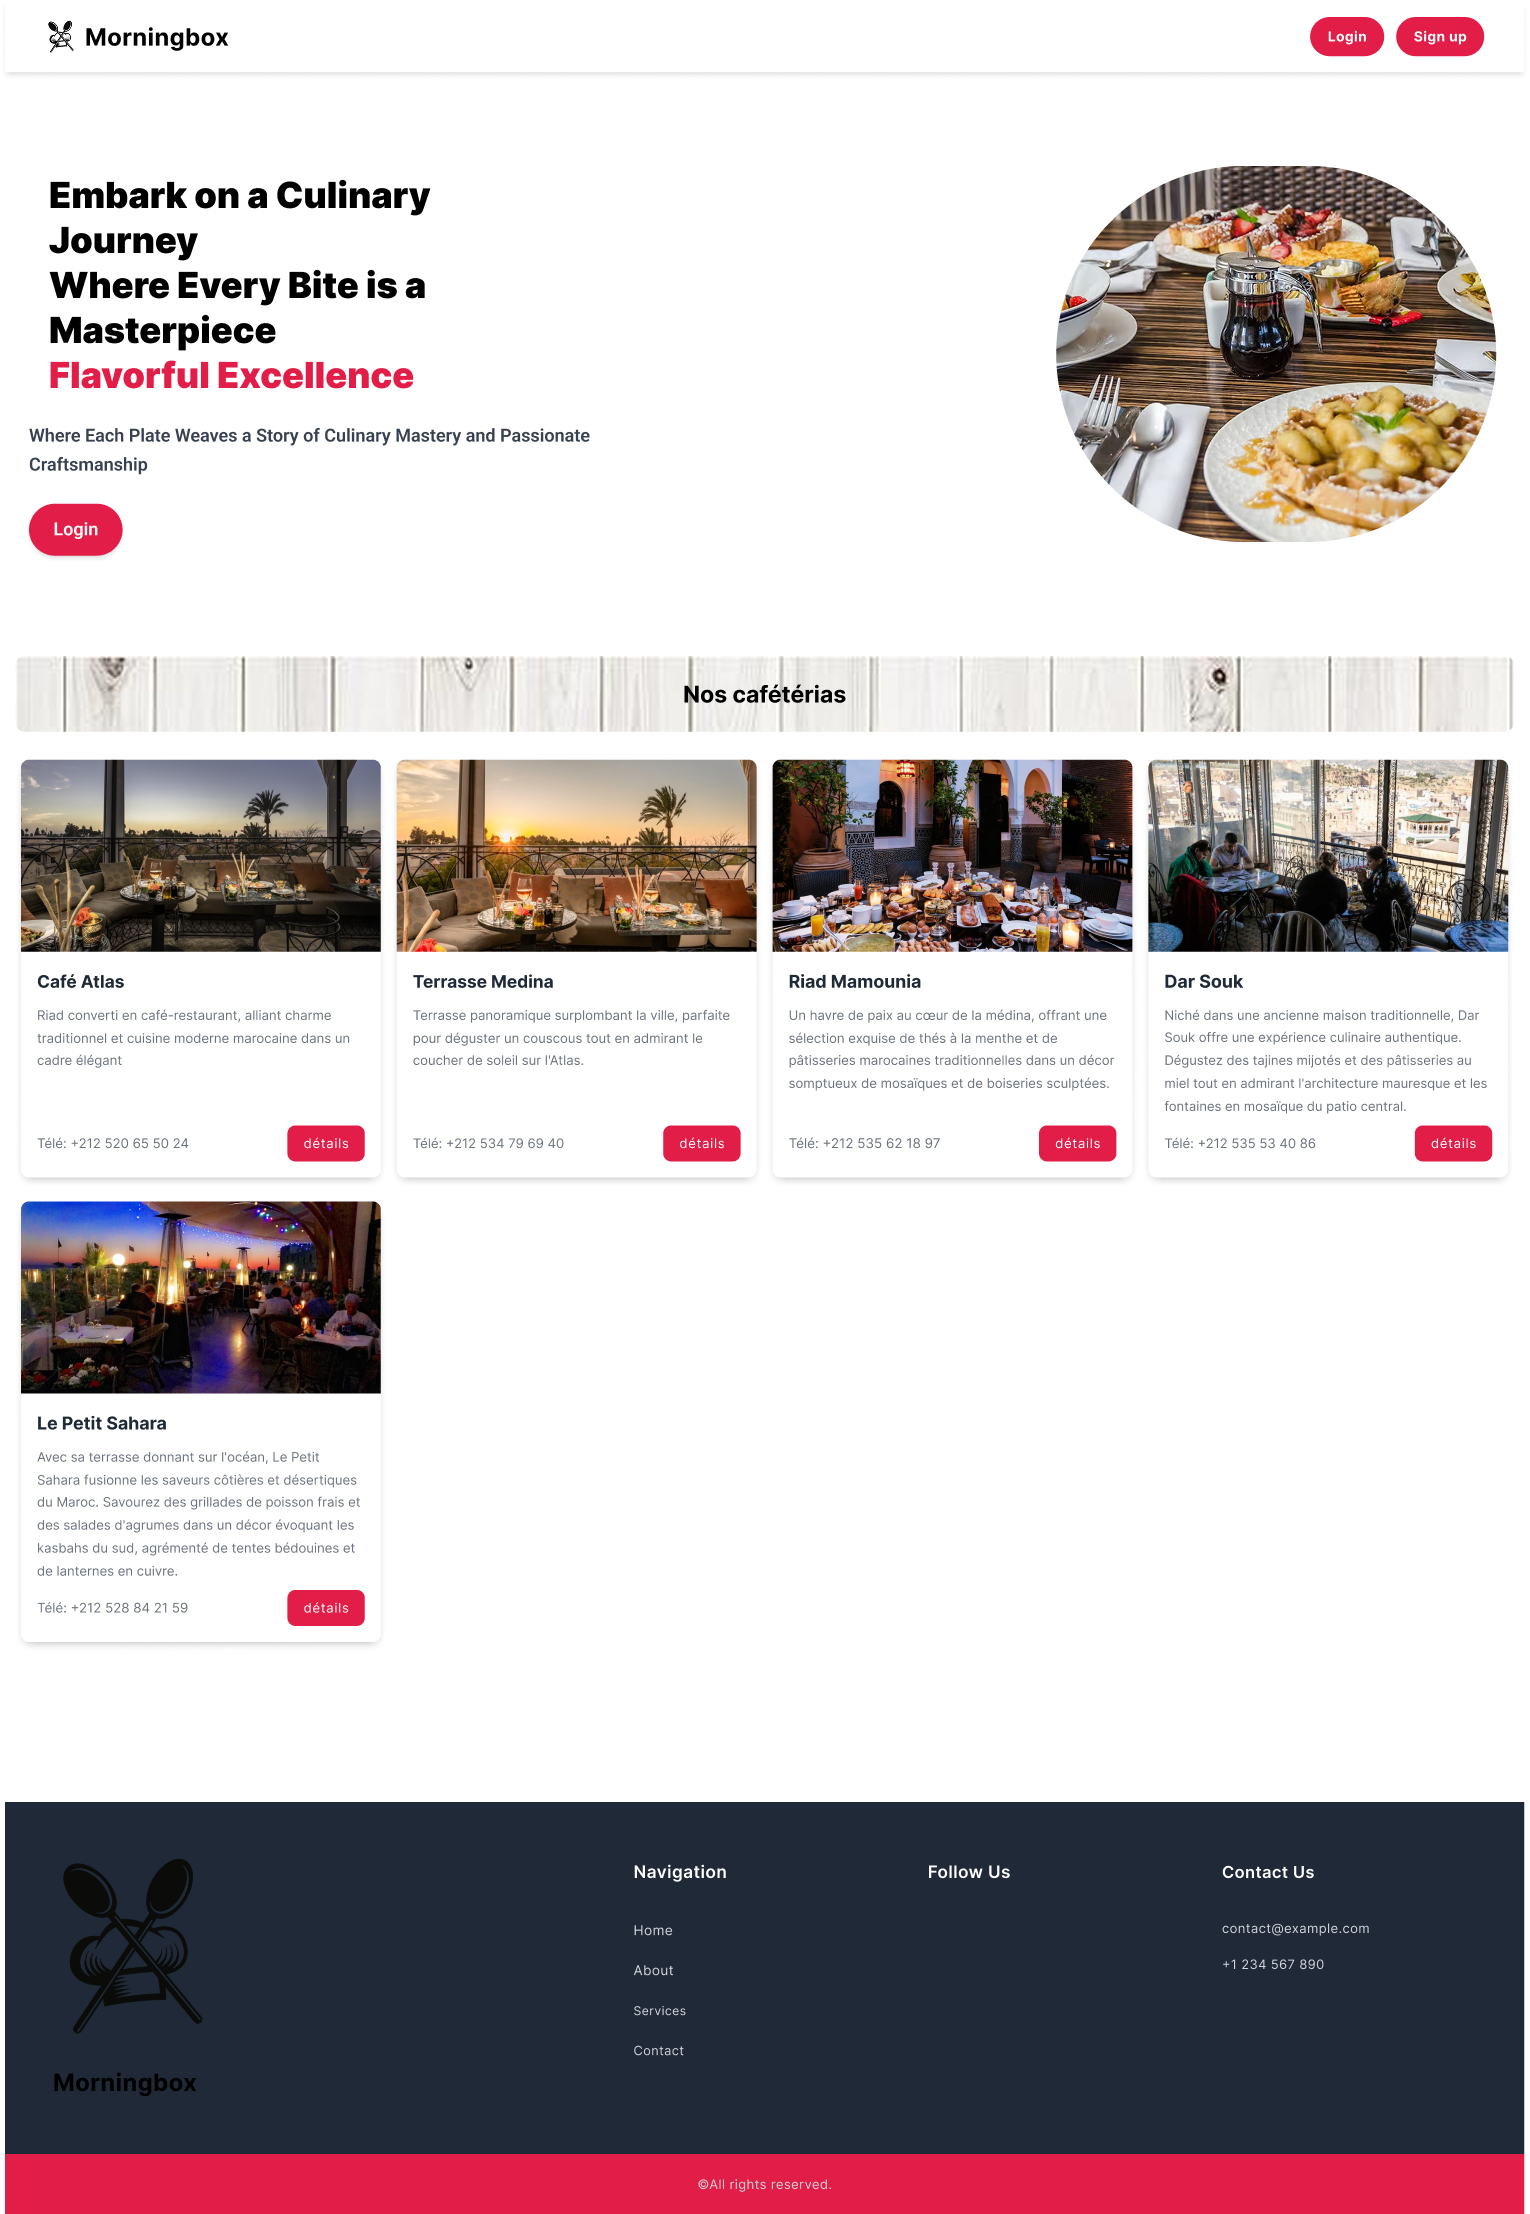 Morningbox
Login
Sign up
Embark on a Culinary
Journey
Where Every Bite is a
Masterpiece
Flavorful Excellence
Where Each Plate Weaves a Story of Culinary Mastery and Passionate
Craftsmanship
Login
Nos cafétérias
Café Atlas
Riad converti en café-restaurant, alliant charme
traditionnel et cuisine moderne marocaine dans un
cadre élégant
Télé: +212 520 65 50 24
détails
Terrasse Medina
Terrasse panoramique surplombant la ville, parfaite
pour déguster un couscous tout en admirant le
coucher de soleil sur l'Atlas.
Télé: +212 534 79 69 40
détails
Riad Mamounia
Un havre de paix au cœur de la médina, offrant une
sélection exquise de thés à la menthe et de
pâtisseries marocaines traditionnelles dans un décor
somptueux de mosaïques et de boiseries sculptées.
Télé: +212 535 62 18 97
détails
Dar Souk
Niché dans une ancienne maison traditionnelle, Dar
Souk offre une expérience culinaire authentique.
Dégustez des tajines mijotés et des pâtisseries au
miel tout en admirant l'architecture mauresque et les
fontaines en mosaïque du patio central.
Télé: +212 535 53 40 86
détails
Le Petit Sahara
Avec sa terrasse donnant sur l'océan, Le Petit
Sahara fusionne les saveurs côtières et désertiques
du Maroc. Savourez des grillades de poisson frais et
des salades d'agrumes dans un décor évoquant les
kasbahs du sud, agrémenté de tentes bédouines et
de lanternes en cuivre.
Télé: +212 528 84 21 59
détails
Morningbox
Navigation
Home
About
Services
Contact
Follow Us
Contact Us
contact@example.com
+1 234 567 890
©All rights reserved.